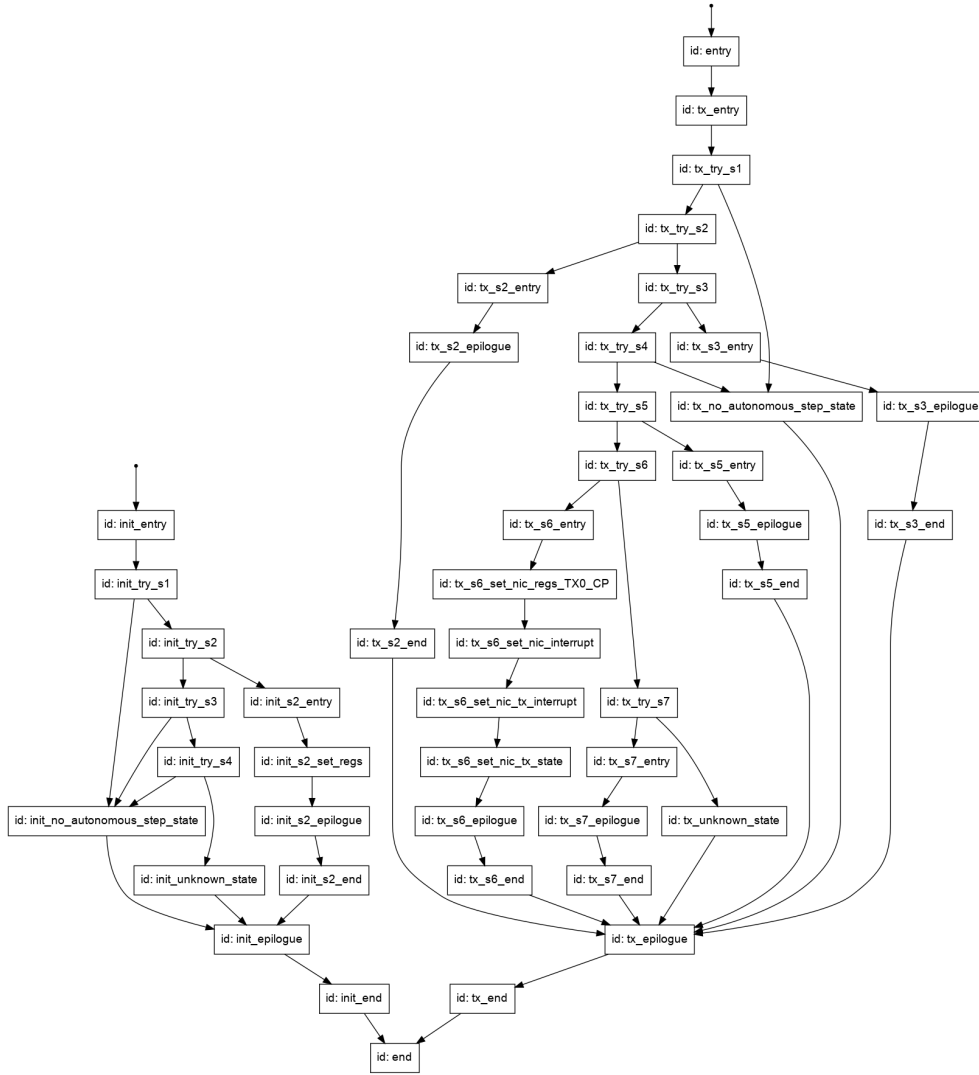 id: entry
id: tx_entry
id: tx_try_s1
id: tx_try_s2
id: tx_s2_entry
id: tx_try_s3
id: tx_s2_epilogue
id: tx_try_s4
id: tx_s3_entry
id: tx_try_s5
id: tx_no_autonomous_step_state
id: tx_s3_epilogue
id: tx_try_s6
id: tx_s5_entry
id: init_entry
id: tx_s6_entry
id: tx_s5_epilogue
id: tx_s3_end
id: init_try_s1
id: tx_s6_set_nic_regs_TX0_CP
id: tx_s5_end
id: init_try_s2
id: tx_s2_end
id: tx_s6_set_nic_interrupt
id: init_try_s3
id: init_s2_entry
id: tx_s6_set_nic_tx_interrupt
id: tx_try_s7
id: init_try_s4
id: init_s2_set_regs
id: tx_s6_set_nic_tx_state
id: tx_s7_entry
id: init_no_autonomous_step_state
id: init_s2_epilogue
id: tx_s6_epilogue
id: tx_s7_epilogue
id: tx_unknown_state
id: init_unknown_state
id: init_s2_end
id: tx_s6_end
id: tx_s7_end
id: init_epilogue
id: tx_epilogue
id: init_end
id: tx_end
id: end